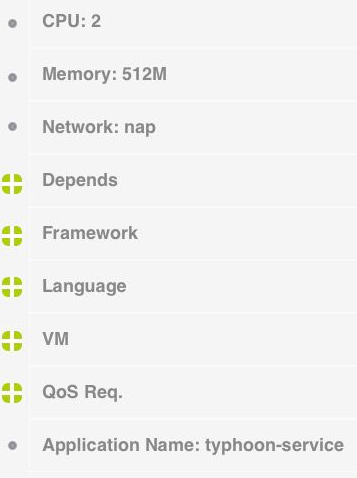 CPU: 2
Memory: 512M
Network: nap
Depends
Framework
Language
VM
QoS Req.
Application Name: typhoon-service